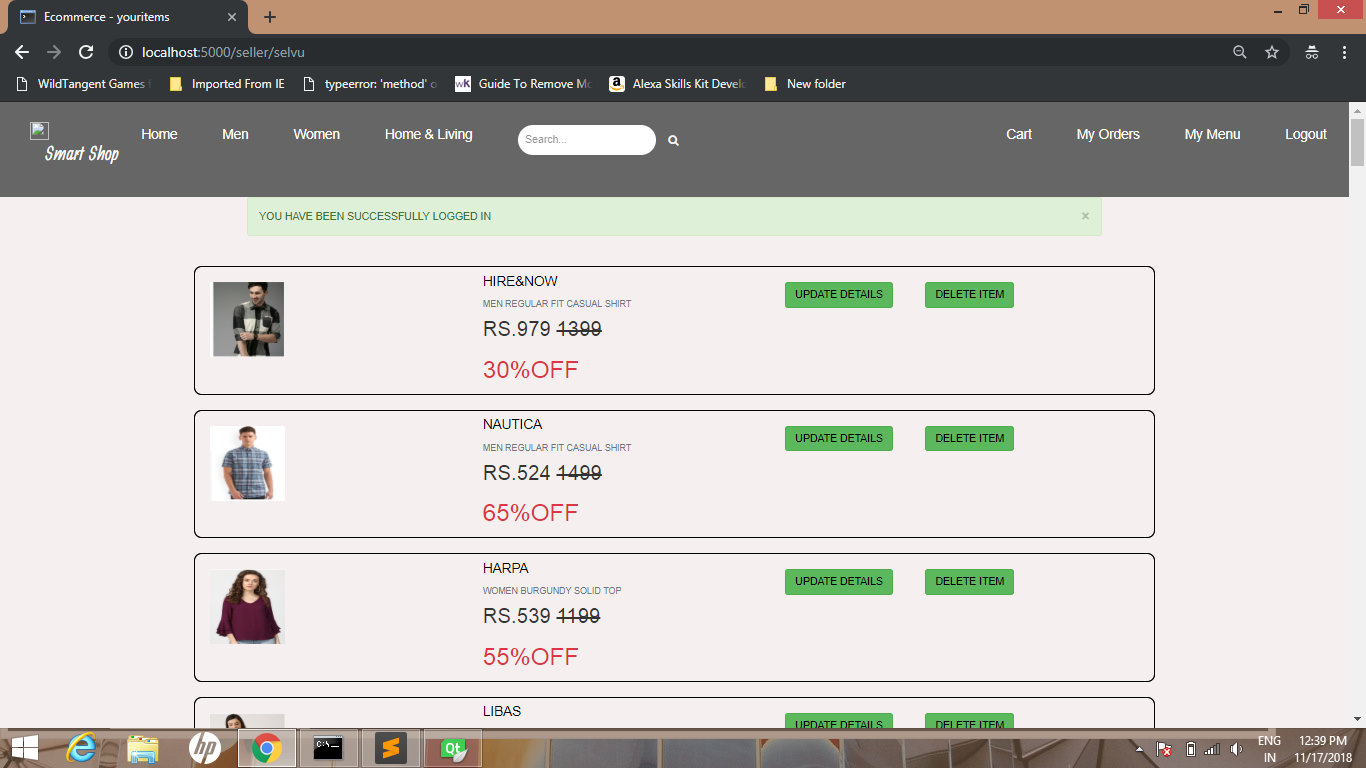 Ecommerce - youritems
localhost:5000/seller/selvu
WildTangent Games
Imported From IE
typeerror: 'method' o
Guide To Remove Mo
Alexa Skills Kit Develo
New folder
Smart Shop
Home
Men
Women
Home & Living
Search...
Cart
My Orders
My Menu
Logout
YOU HAVE BEEN SUCCESSFULLY LOGGED IN
×
HIRE&NOW
MEN REGULAR FIT CASUAL SHIRT
RS.979 1399
30%OFF
UPDATE DETAILS
DELETE ITEM
NAUTICA
MEN REGULAR FIT CASUAL SHIRT
RS.524 1499
65%OFF
UPDATE DETAILS
DELETE ITEM
HARPA
WOMEN BURGUNDY SOLID TOP
RS.539 1199
55%OFF
UPDATE DETAILS
DELETE ITEM
LIBAS
UPDATE DETAILS
DELETE ITEM
ENG
IN
12:39 PM
11/17/2018